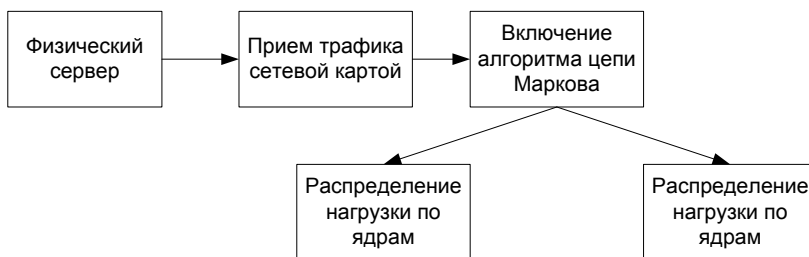 Физический
сервер
Прием трафика
сетевой картой
Включение
алгоритма цепи
Маркова
Распределение
нагрузки по
ядрам
Распределение
нагрузки по
ядрам